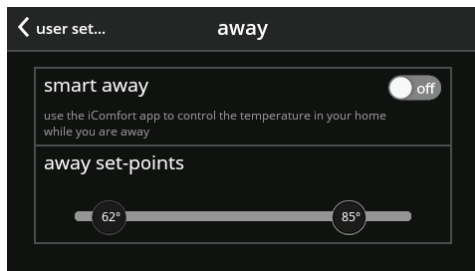 user set...
away
smart away
off
use the iComfort app to control the temperature in your home
while you are away
away set-points
62° 85°